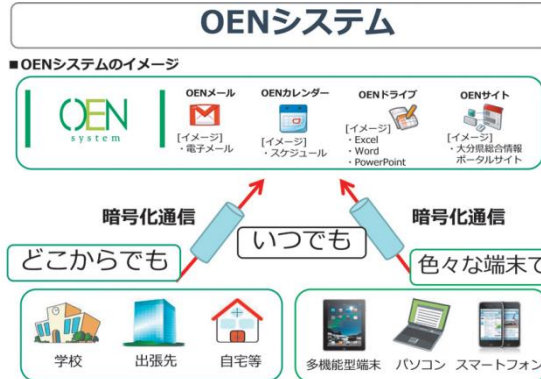 OENシステム
■OENシステムのイメージ
OEN
system
OENメール
[イメージ]
・電子メール
OENカレンダー
[イメージ]
・スケジュール
OENドライブ
[イメージ]
・Excel
・Word
・PowerPoint
OENサイト
[イメージ]
・大分県総合情報
ポータルサイト
暗号化通信
暗号化通信
どこからでも
いつでも
色々な端末で
学校
出張先
自宅等
多機能型端末
パソコン
スマートフォン